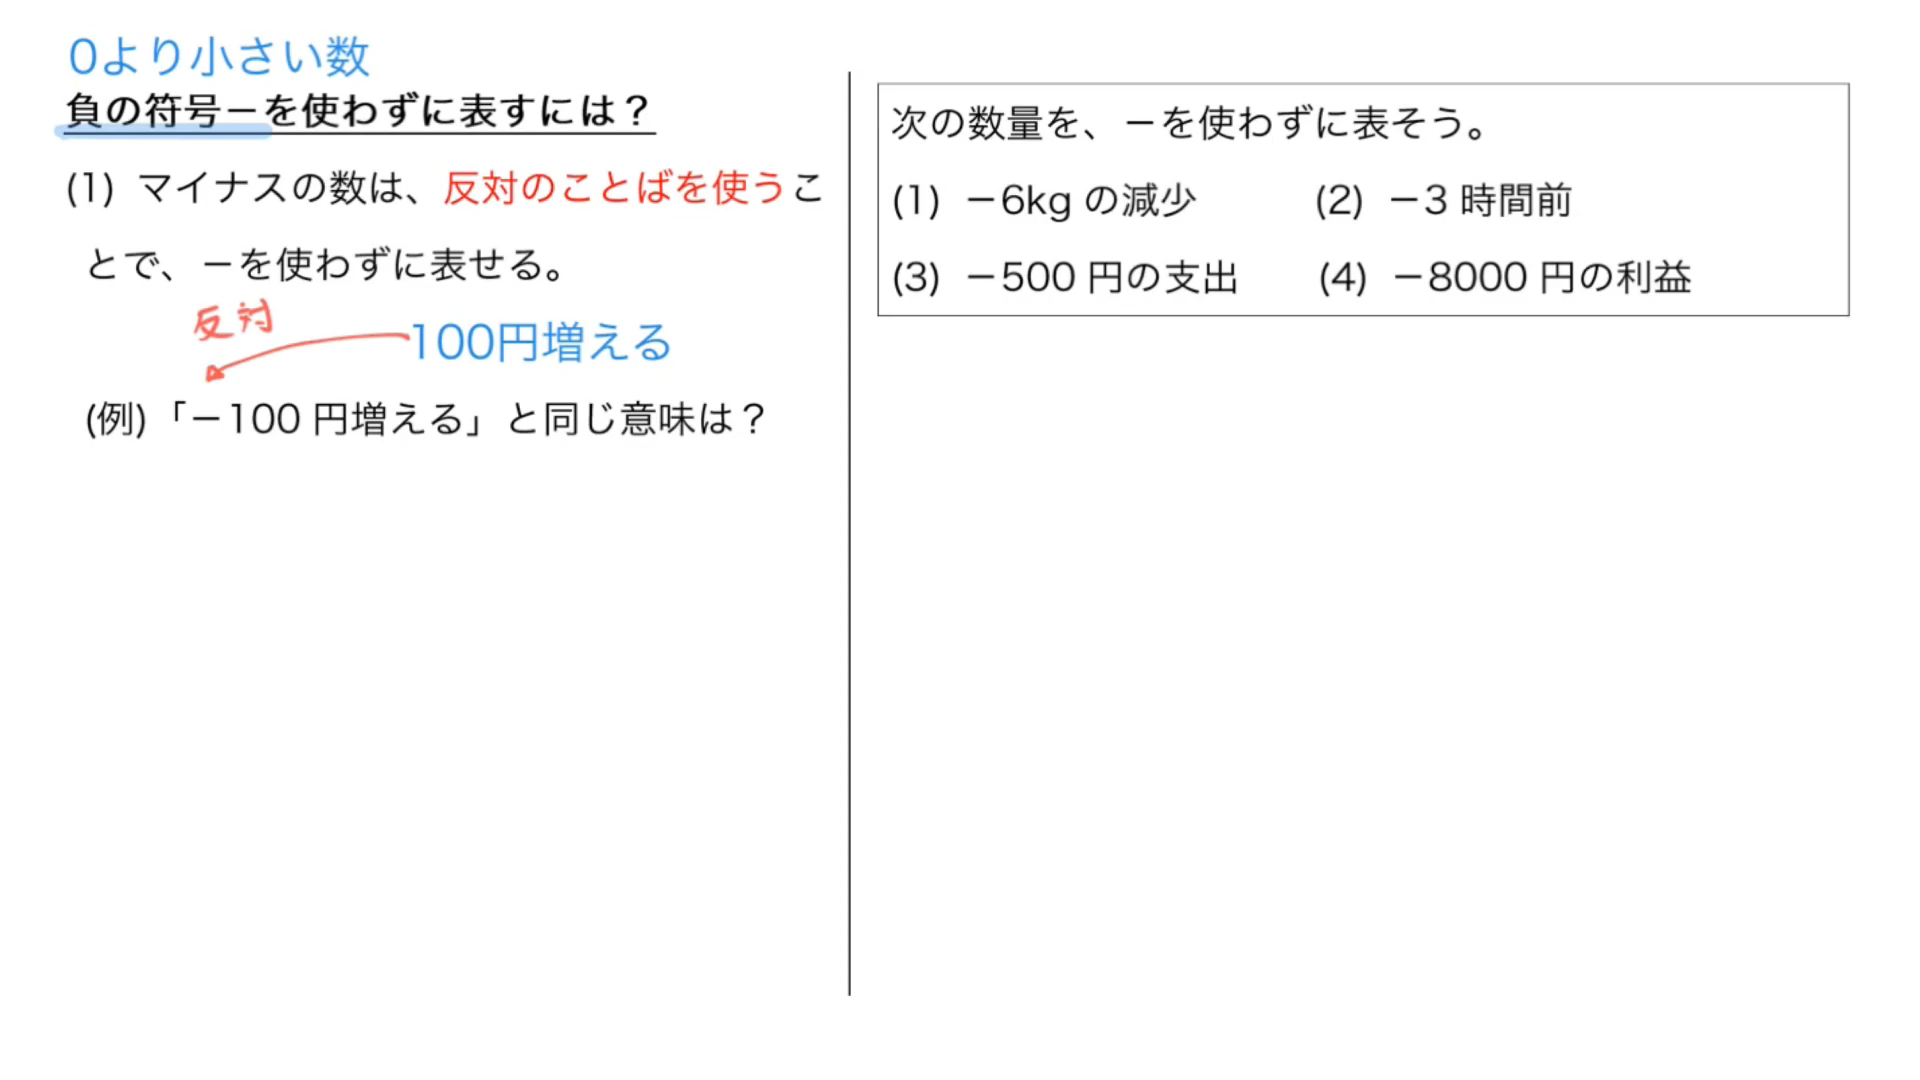 0より小さい数
負の符号－を使わずに表すには？
(1) マイナスの数は、反対のことばを使うこ
とで、－を使わずに表せる。
反対
100円増える
(例)「－100 円増える」と同じ意味は？
次の数量を、－を使わずに表そう。
(1) －6kg の減少 (2) －3 時間前
(3) －500 円の支出 (4) －8000 円の利益